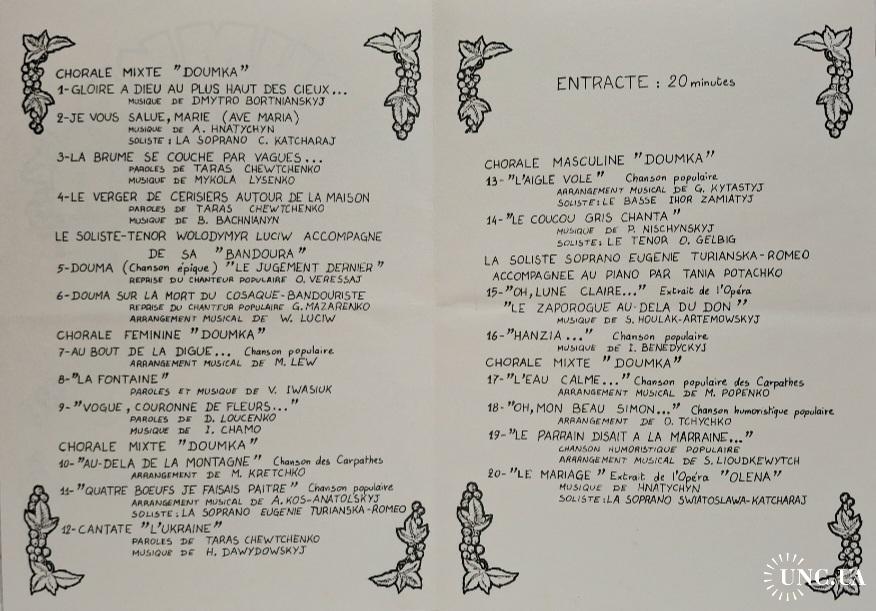 CHORALE MIXTE "DOUMKA"
1-GLOIRE A DIEU AU PLUS HAUT DES CIEUX...
MUSIQUE DE DMYTRO BORTNIANSKYJ
2-JE VOUS SALUE, MARIE (AVE MARIA)
MUSIQUE DE A. HNATYCHYN
SOLISTE : LA SOPRANO C. KATCHARAJ
3-LA BRUME SE COUCHE PAR VAGUES...
PAROLES DE TARAS CHEWTCHENKO
MUSIQUE DE MYKOLA LYSENKO
4-LE VERGER DE CERISIERS AUTOUR DE LA MAISON
PAROLES DE TARAS CHEWTCHENKO
MUSIQUE DE B. BACHNIANYN
LE SOLISTE-TENOR WOLODYMYR LUCIW ACCOMPAGNE
DE SA "BANDOURA"
5-DOUMA (Chanson épique) "LE JUGEMENT DERNIER"
REPRISE DU CHANTEUR POPULAIRE O. VERESSAJ
6-DOUMA SUR LA MORT DU COSAQUE-BANDOURISTE
REPRISE DU CHANTEUR POPULAIRE G. MAZARENKO
ARRANGEMENT MUSICAL DE W. LUCIW
CHORALE FEMININE "DOUMKA"
7-AU BOUT DE LA DIGUE... Chanson populaire
ARRANGEMENT MUSICAL DE M. LEW
8-"LA FONTAINE"
PAROLES ET MUSIQUE DE V. IWASIUK
9-"VOGUE, COURONNE DE FLEURS..."
PAROLES DE D. LOUCENKO
MUSIQUE DE I. CHAMO
CHORALE MIXTE "DOUMKA"
10-"AU-DELA DE LA MONTAGNE" Chanson des Carpathes
ARRANGEMENT DE M. KRETCHKO
11-"QUATRE BOEUFS JE FAISAIS PAITRE" Chanson populaire
ARRANGEMENT MUSICAL DE A. KOS-ANATOLSKYJ
SOLISTE: LA SOPRANO EUGENIE TURIANSKA-ROMEO
12-CANTATE "L'UKRAINE"
PAROLES DE TARAS CHEWTCHENKO
MUSIQUE DE H. DAWYDOWSKYJ
ENTRACTE : 20 minutes
CHORALE MASCULINE "DOUMKA"
13-"L'AIGLE VOLE" Chanson populaire
ARRANGEMENT MUSICAL DE G. KYTASTYJ
SOLISTE: LE BASSE IHOR ZAMIATYJ
14-"LE COUCOU GRIS CHANTA"
MUSIQUE DE P. NISCHYNSKYJ
SOLISTE: LE TENOR O. GELBIG
LA SOLISTE SOPRANO EUGENIE TURIANSKA-ROMEO
ACCOMPAGNEE AU PIANO PAR TANIA POTACHKO
15-"OH, LUNE CLAIRE..." Extrait de l'Opéra
"LE ZAPOROGUE AU-DELA DU DON"
MUSIQUE DE S. HOULAK-ARTEMOWSKYJ
16-"HANZIA..." Chanson populaire
MUSIQUE DE I. BENEDYCKYJ
CHORALE MIXTE "DOUMKA"
17-"L'EAU CALME..." Chanson populaire des Carpathes
ARRANGEMENT MUSICAL DE M. POPENKO
18-"OH, MON BEAU SIMON..." Chanson humoristique populaire
ARRANGEMENT DE O. TCHYCHKO
19-"LE PARRAIN DISAIT A LA MARRAINE..."
CHANSON HUMORISTIQUE POPULAIRE
ARRANGEMENT MUSICAL DE S. LIOUDKEWYTCH
20-"LE MARIAGE" Extrait de l'Opéra "OLENA"
MUSIQUE DE HNATYCHYN
SOLISTE: LA SOPRANO SWIATOSLAWA-KATCHARAJ
UNC.UA